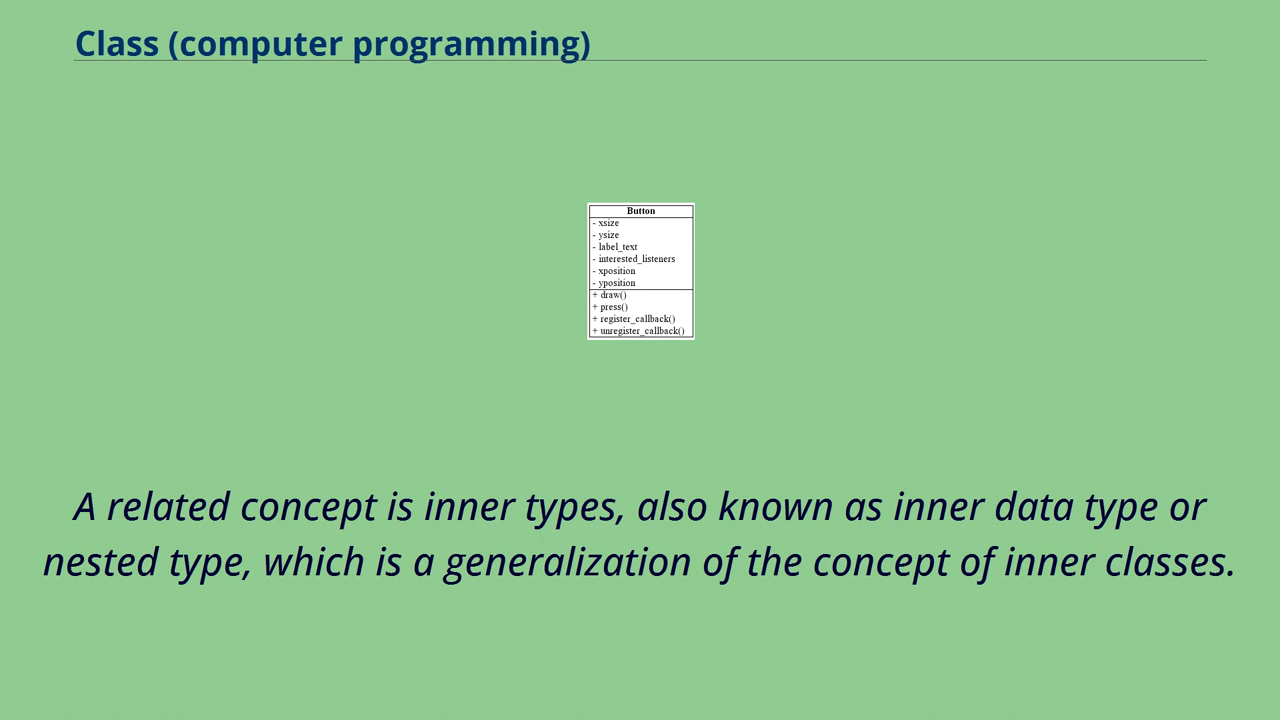 Class (computer programming)
Button
- xsize
- ysize
- label_text
- interested_listeners
- xposition
- yposition
+ draw()
+ press()
+ register_callback()
+ unregister_callback()
A related concept is inner types, also known as inner data type or
nested type, which is a generalization of the concept of inner classes.